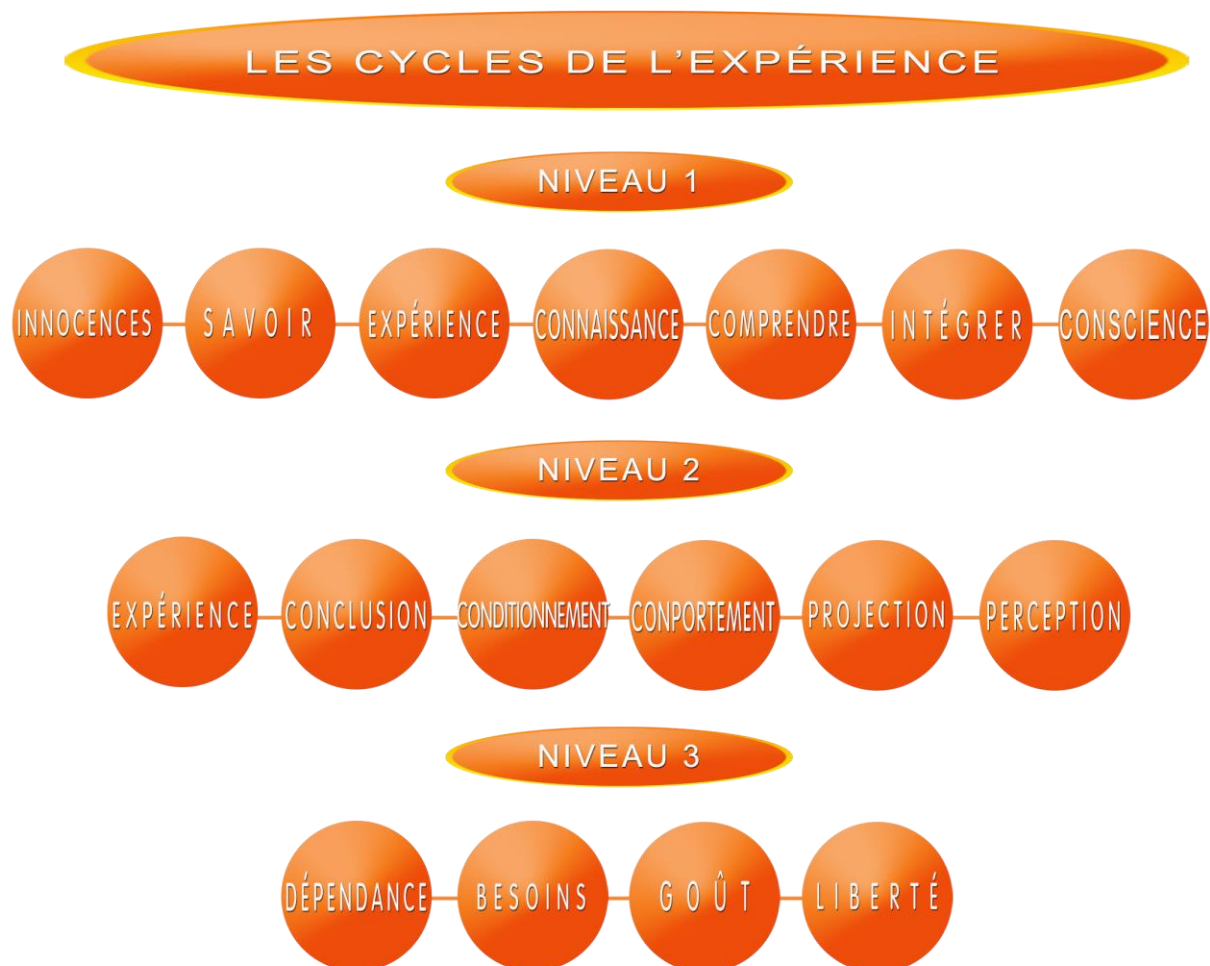 LES CYCLES DE L'EXPÉRIENCE
NIVEAU 1
INNOCENCES SAVOIR EXPÉRIENCE CONNAISSANCE COMPRENDRE INTÉGRER CONSCIENCE
NIVEAU 2
EXPÉRIENCE CONCLUSION CONDITIONNEMENT CONPORTEMENT PROJECTION PERCEPTION
NIVEAU 3
DÉPENDANCE BESOINS GOÛT LIBERTÉ